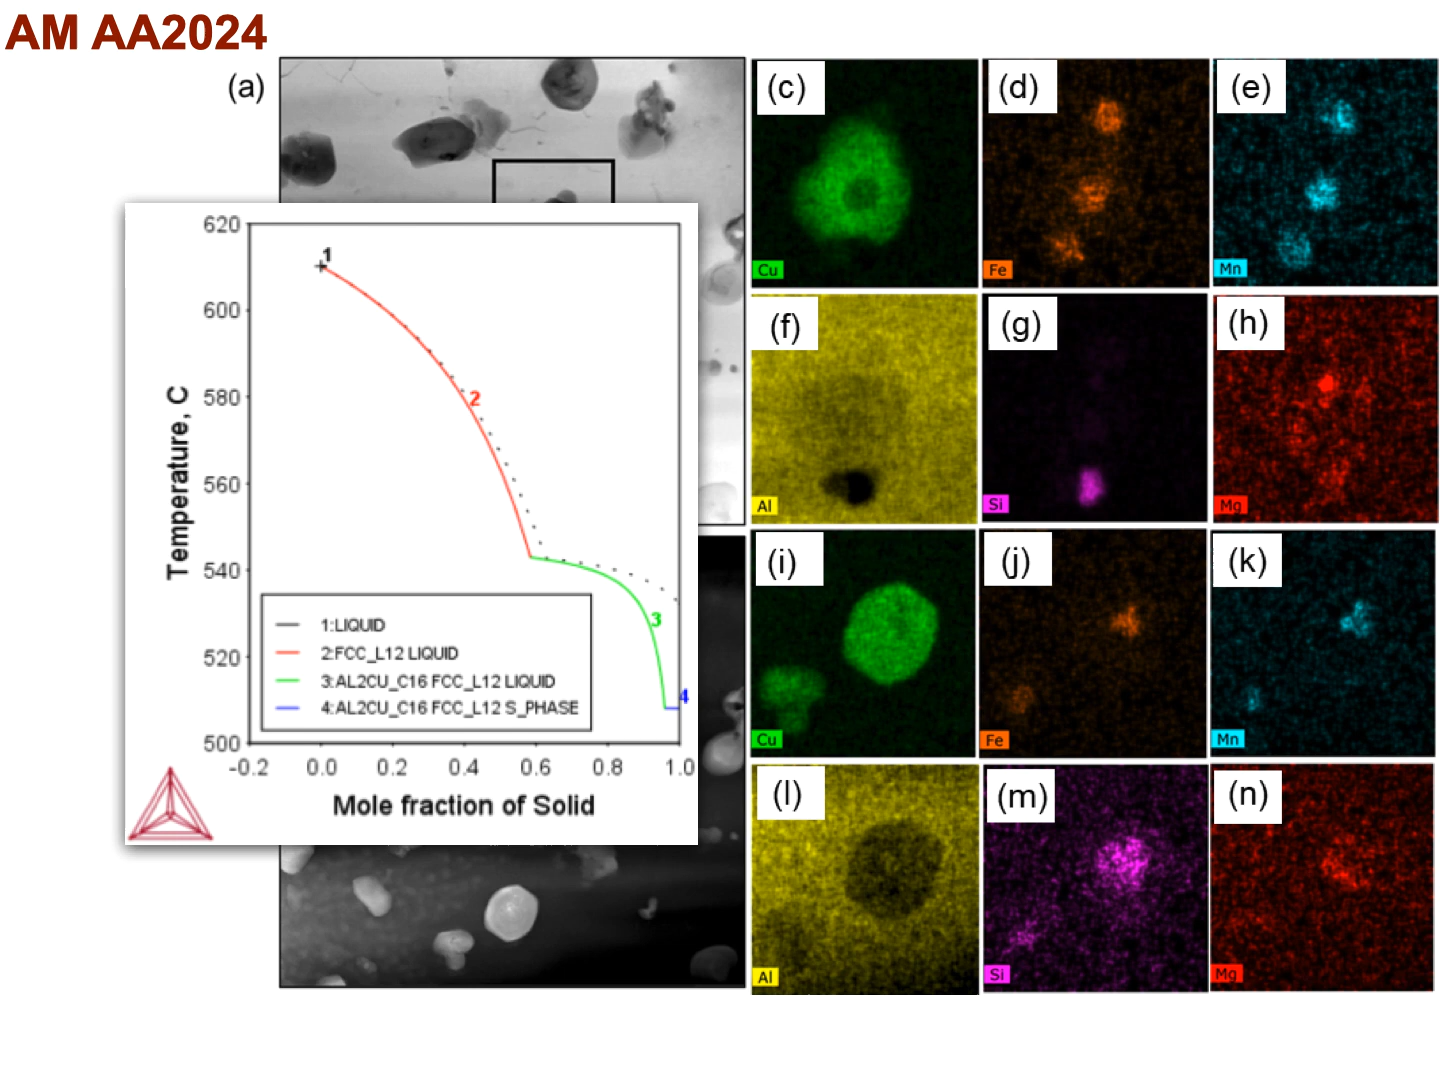 AM AA2024
(a)
(c)
(d)
(e)
Cu
Fe
Mn
(f)
(g)
(h)
Al
Si
Mg
(i)
(j)
(k)
Cu
Fe
Mn
(l)
(m)
(n)
Al
Si
Mg
620
600
580
560
540
520
500
Temperature, C
1
2
3
4
1:LIQUID
2:FCC_L12 LIQUID
3:AL2CU_C16 FCC_L12 LIQUID
4:AL2CU_C16 FCC_L12 S_PHASE
-0.2 0.0 0.2 0.4 0.6 0.8 1.0
Mole fraction of Solid